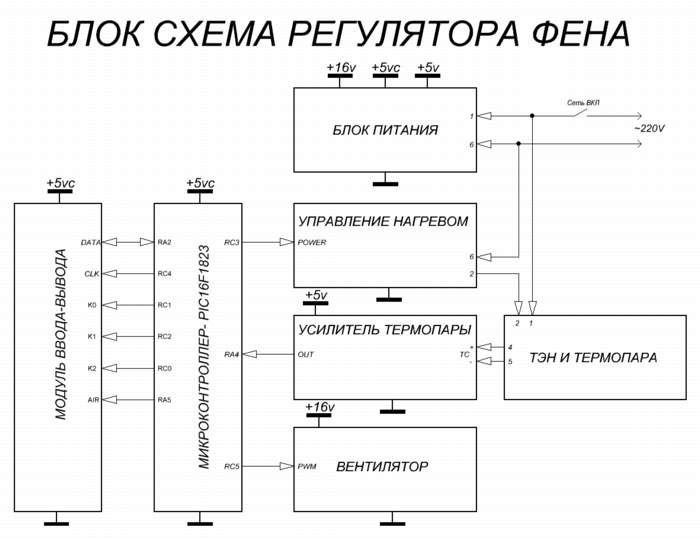 БЛОК СХЕМА РЕГУЛЯТОРА ФЕНА
+16v +5vc +5v
БЛОК ПИТАНИЯ
1
6
Сеть ВКЛ
~220V
+5vc
МОДУЛЬ ВВОДА-ВЫВОДА
DATA
CLK
K0
K1
K2
AIR
+5vc
МИКРОКОНТРОЛЛЕР- PIC16F1823
RA2
RC4
RC1
RC2
RC0
RA5
RC3
RA4
RC5
УПРАВЛЕНИЕ НАГРЕВОМ
POWER
6
2
+5v
УСИЛИТЕЛЬ ТЕРМОПАРЫ
OUT
TC
+
-
2 1
4
5
ТЭН И ТЕРМОПАРА
+16v
PWM
ВЕНТИЛЯТОР